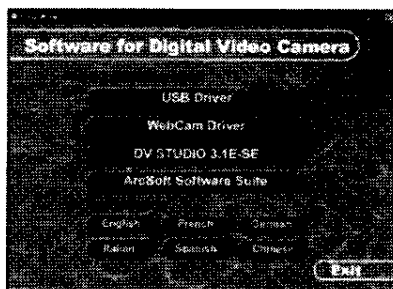 Software for Digital Video Camera
USB Driver
WebCam Driver
DV STUDIO 3.1E-SE
ArcSoft Software Suite
English French German
Italian Spanish Chinese
Exit